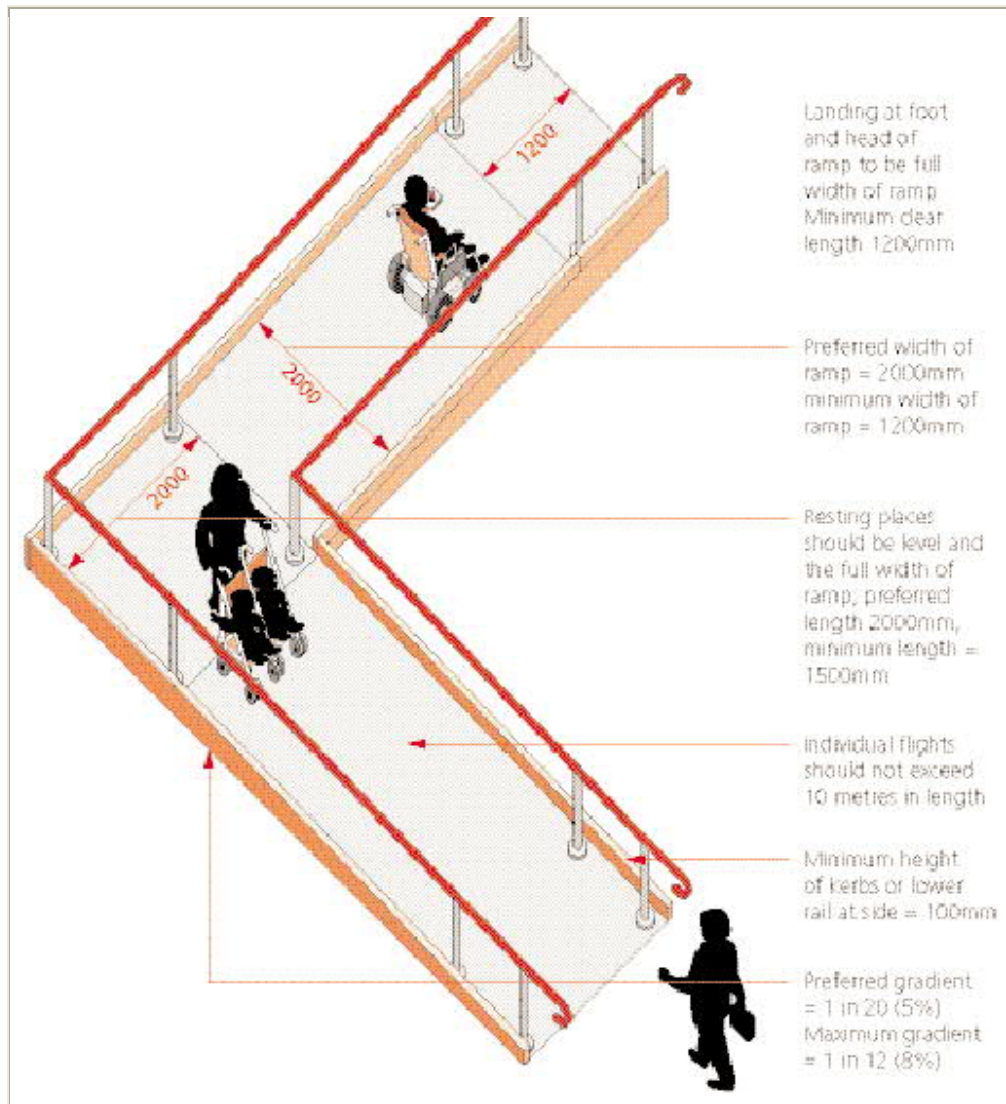 1200
Landing at foot
and head of
ramp to be full
width of ramp
Minimum clear
length 1200mm
2000
Preferred width of
ramp = 2000mm
minimum width of
ramp = 1200mm
2000
Resting places
should be level and
the full width of
ramp, preferred
length 2000mm,
minimum length =
1500mm
Individual flights
should not exceed
10 metres in length
Minimum height
of kerbs or lower
rail at side = 100mm
Preferred gradient
= 1 in 20 (5%)
Maximum gradient
= 1 in 12 (8%)